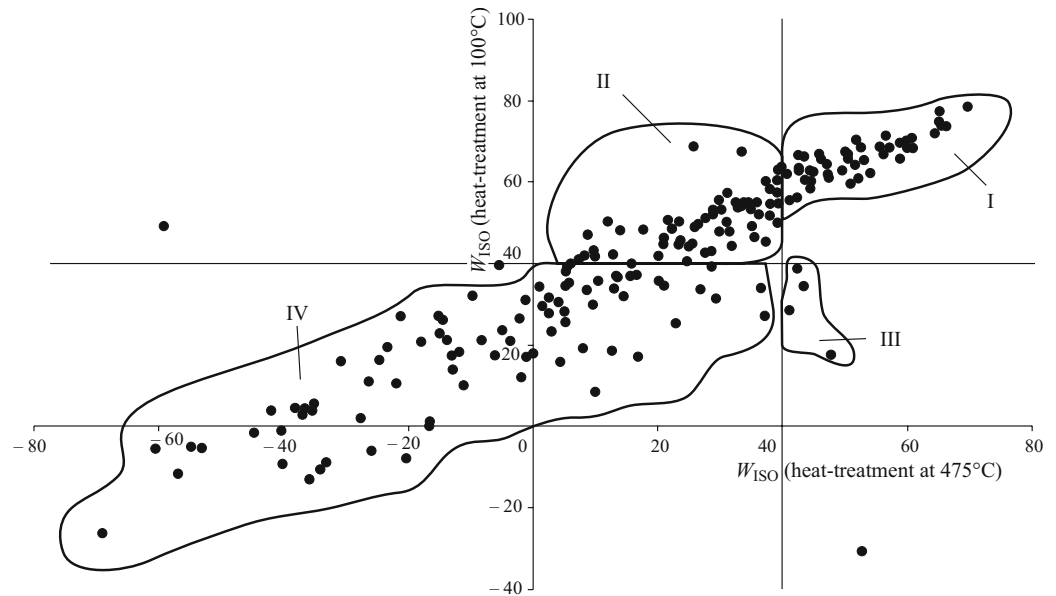 100
W_ISO (heat-treatment at 100°C)
80
II
60
I
40
IV
III
20
– 80
– 60
– 40
– 20
0
20
40
60
80
W_ISO (heat-treatment at 475°C)
– 20
– 40